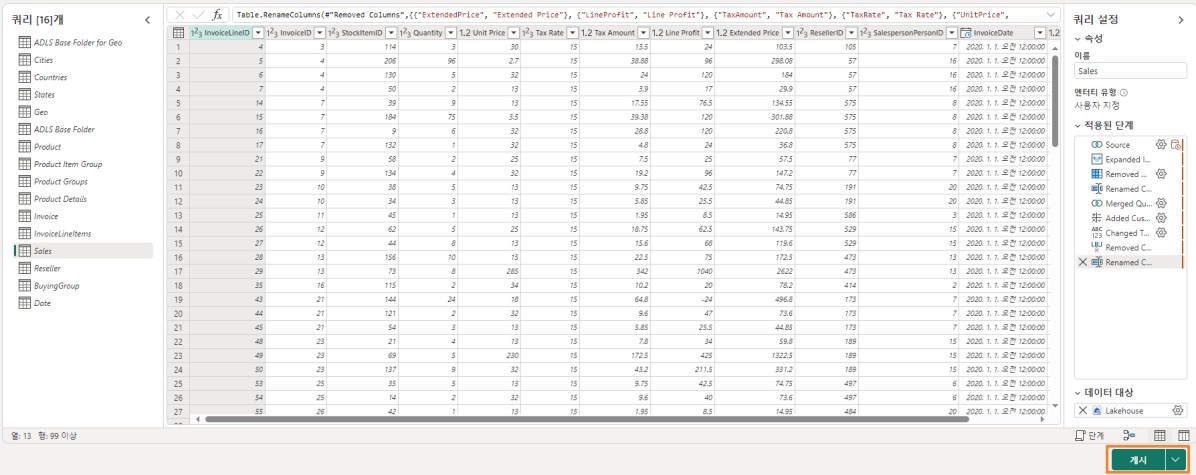 쿼리 [16]개
ADLS Base Folder for Geo
Cities
Countries
States
Geo
ADLS Base Folder
Product
Product Item Group
Product Groups
Product Details
Invoice
InvoiceLineItems
Sales
Reseller
BuyingGroup
Date
fx Table.RenameColumns(#"Removed Columns",{{"ExtendedPrice", "Extended Price"}, {"LineProfit", "Line Profit"}, {"TaxAmount", "Tax Amount"}, {"TaxRate", "Tax Rate"}, {"UnitPrice",
InvoiceLineID InvoiceID StockItemID Quantity Unit Price Tax Rate Tax Amount Line Profit Extended Price ResellerID SalespersonPersonID InvoiceDate
1 4 3 114 3 30 15 13.5 24 103.5 105 7 2020. 1. 1. 오전 12:00:00
2 5 4 206 96 2.7 15 38.88 96 298.08 57 16 2020. 1. 1. 오전 12:00:00
3 6 4 130 5 32 15 24 120 184 57 16 2020. 1. 1. 오전 12:00:00
4 7 4 50 2 13 15 3.9 17 29.9 57 16 2020. 1. 1. 오전 12:00:00
5 14 7 39 9 13 15 17.55 76.5 134.55 575 8 2020. 1. 1. 오전 12:00:00
6 15 7 184 75 3.5 15 39.38 120 301.88 575 8 2020. 1. 1. 오전 12:00:00
7 16 7 9 6 32 15 28.8 120 220.8 575 8 2020. 1. 1. 오전 12:00:00
8 17 7 132 1 32 15 4.8 24 36.8 575 8 2020. 1. 1. 오전 12:00:00
9 21 9 58 2 25 15 7.5 25 57.5 77 7 2020. 1. 1. 오전 12:00:00
10 22 9 134 4 32 15 19.2 96 147.2 77 7 2020. 1. 1. 오전 12:00:00
11 23 10 38 5 13 15 9.75 42.5 74.75 191 20 2020. 1. 1. 오전 12:00:00
12 24 10 34 3 13 15 5.85 25.5 44.85 191 20 2020. 1. 1. 오전 12:00:00
13 25 11 45 1 13 15 1.95 8.5 14.95 586 3 2020. 1. 1. 오전 12:00:00
14 26 12 62 5 25 15 18.75 62.5 143.75 529 15 2020. 1. 1. 오전 12:00:00
15 27 12 44 8 13 15 15.6 68 119.6 529 15 2020. 1. 1. 오전 12:00:00
16 28 13 156 10 15 15 22.5 75 172.5 473 13 2020. 1. 1. 오전 12:00:00
17 29 13 75 8 285 15 342 1040 2622 473 13 2020. 1. 1. 오전 12:00:00
18 35 16 115 2 34 15 10.2 20 78.2 414 2 2020. 1. 1. 오전 12:00:00
19 43 21 144 24 18 15 64.8 -24 496.8 173 7 2020. 1. 1. 오전 12:00:00
20 44 21 121 2 32 15 9.6 47 73.6 173 7 2020. 1. 1. 오전 12:00:00
21 45 21 54 3 13 15 5.85 25.5 44.85 173 7 2020. 1. 1. 오전 12:00:00
22 48 23 21 4 13 15 7.8 34 59.8 189 15 2020. 1. 1. 오전 12:00:00
23 49 23 69 5 230 15 172.5 425 1322.5 189 15 2020. 1. 1. 오전 12:00:00
24 50 23 137 9 32 15 43.2 211.5 331.2 189 15 2020. 1. 1. 오전 12:00:00
25 53 25 35 5 13 15 9.75 42.5 74.75 497 6 2020. 1. 1. 오전 12:00:00
26 54 25 14 2 32 15 9.6 40 73.6 497 6 2020. 1. 1. 오전 12:00:00
27 55 26 42 1 13 15 1.95 8.5 14.95 484 20 2020. 1. 1. 오전 12:00:00
쿼리 설정
속성
이름
Sales
엔터티 유형
사용자 지정
적용된 단계
Source
Expanded I...
Removed ...
Renamed C...
Merged Qu...
Added Cus...
Changed T...
Removed C...
Renamed C...
데이터 대상
Lakehouse
열: 13 행: 99 이상
단계
게시